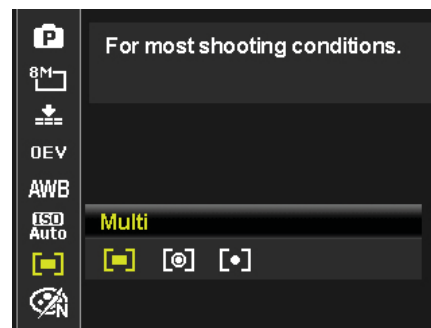 P
For most shooting conditions.
8M
0EV
AWB
ISO
Auto
Multi
N